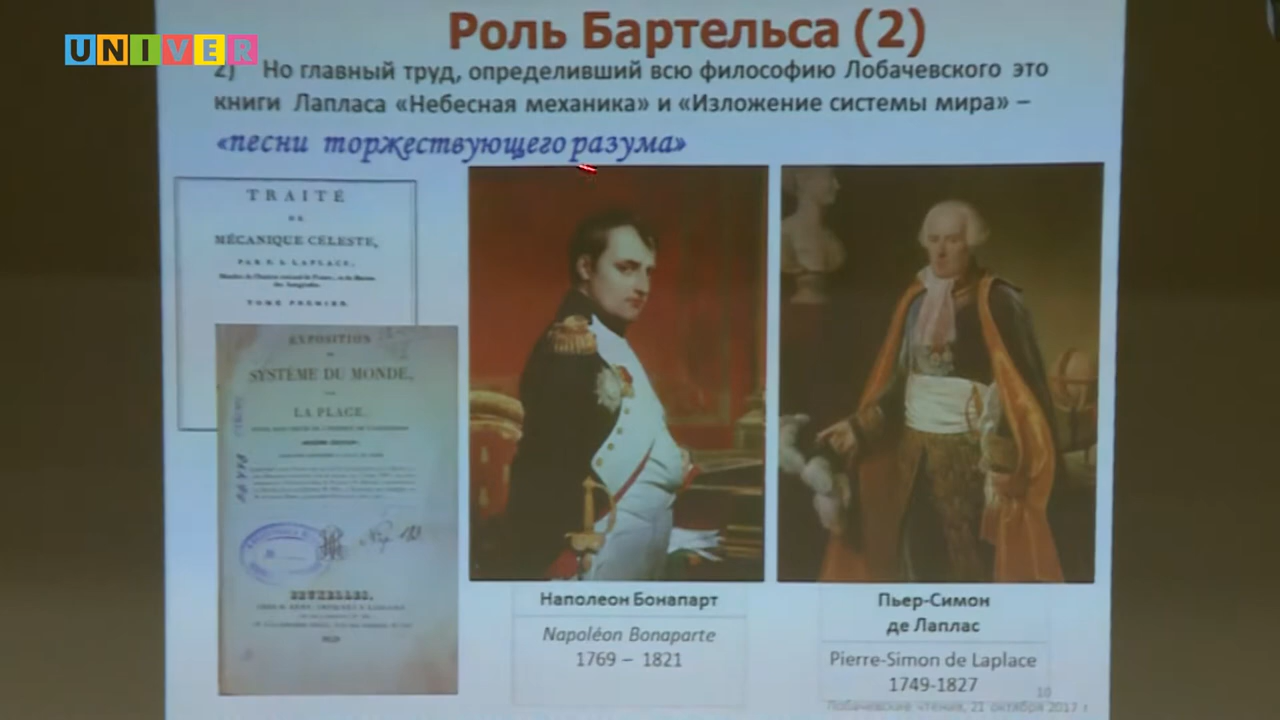 UNIVER
Роль Бартельса (2)
2) Но главный труд, определивший всю философию Лобачевского это
книги Лапласа «Небесная механика» и «Изложение системы мира» –
«песни торжествующего разума»
TRAITÉ
DE
MÉCANIQUE CÉLESTE,
PAR P. S. LAPLACE,
TOME PREMIER.
EXPOSITION
DU
SYSTÈME DU MONDE,
PAR
LA PLACE.
BRUXELLES,
Наполеон Бонапарт
Napoléon Bonaparte
1769 – 1821
Пьер-Симон
де Лаплас
Pierre-Simon de Laplace
1749-1827
10
Лобачевские чтения, 21 октября 2017 г